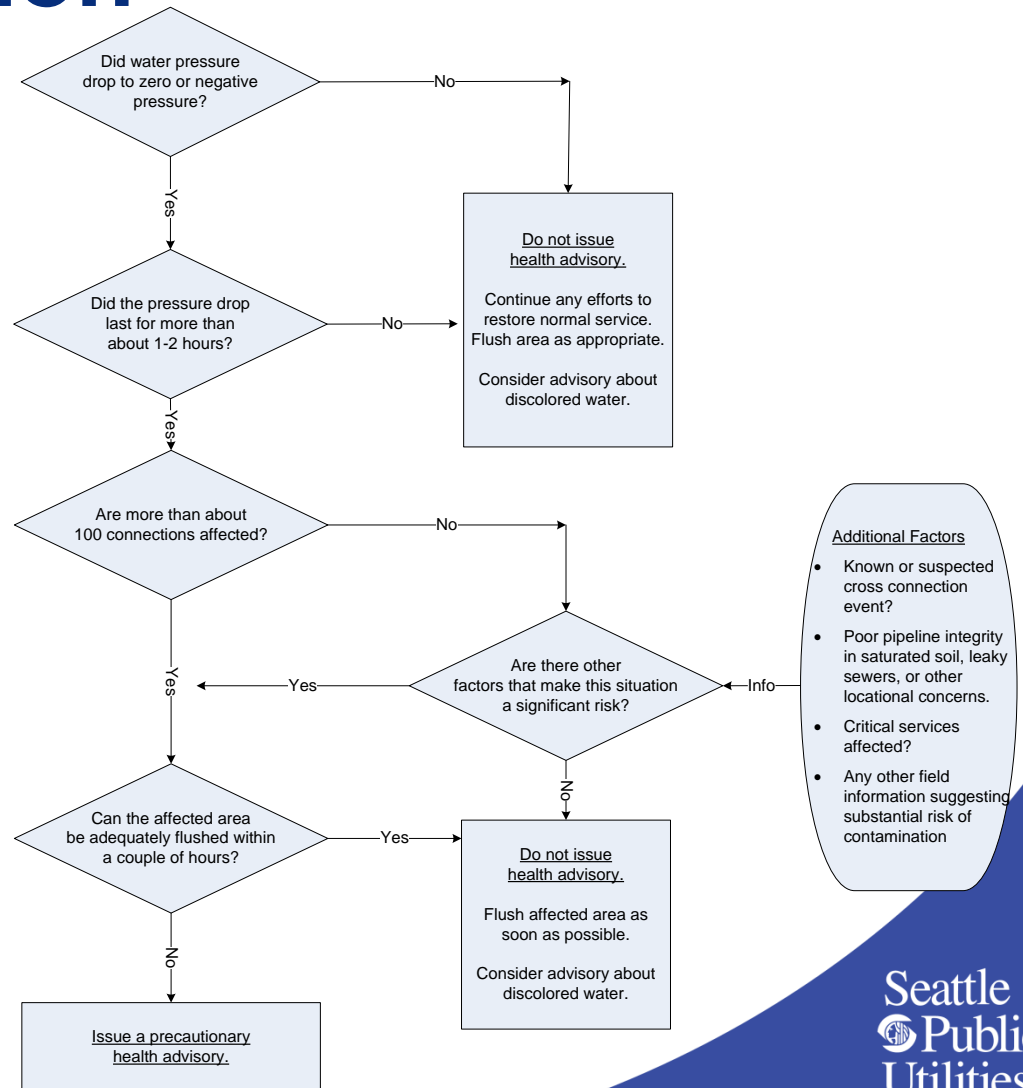 Did water pressure
drop to zero or negative
pressure?
No
Yes
Do not issue
health advisory.
Continue any efforts to
restore normal service.
Flush area as appropriate.
Consider advisory about
discolored water.
Did the pressure drop
last for more than
about 1-2 hours?
No
Yes
Are more than about
100 connections affected?
No
Yes
Additional Factors
• Known or suspected
cross connection
event?
• Poor pipeline integrity
in saturated soil, leaky
sewers, or other
locational concerns.
• Critical services
affected?
• Any other field
information suggesting
substantial risk of
contamination
Info
Are there other
factors that make this situation
a significant risk?
Yes
No
Can the affected area
be adequately flushed within
a couple of hours?
Yes
No
Do not issue
health advisory.
Flush affected area as
soon as possible.
Consider advisory about
discolored water.
Issue a precautionary
health advisory.
Seattle
Public
Utilities